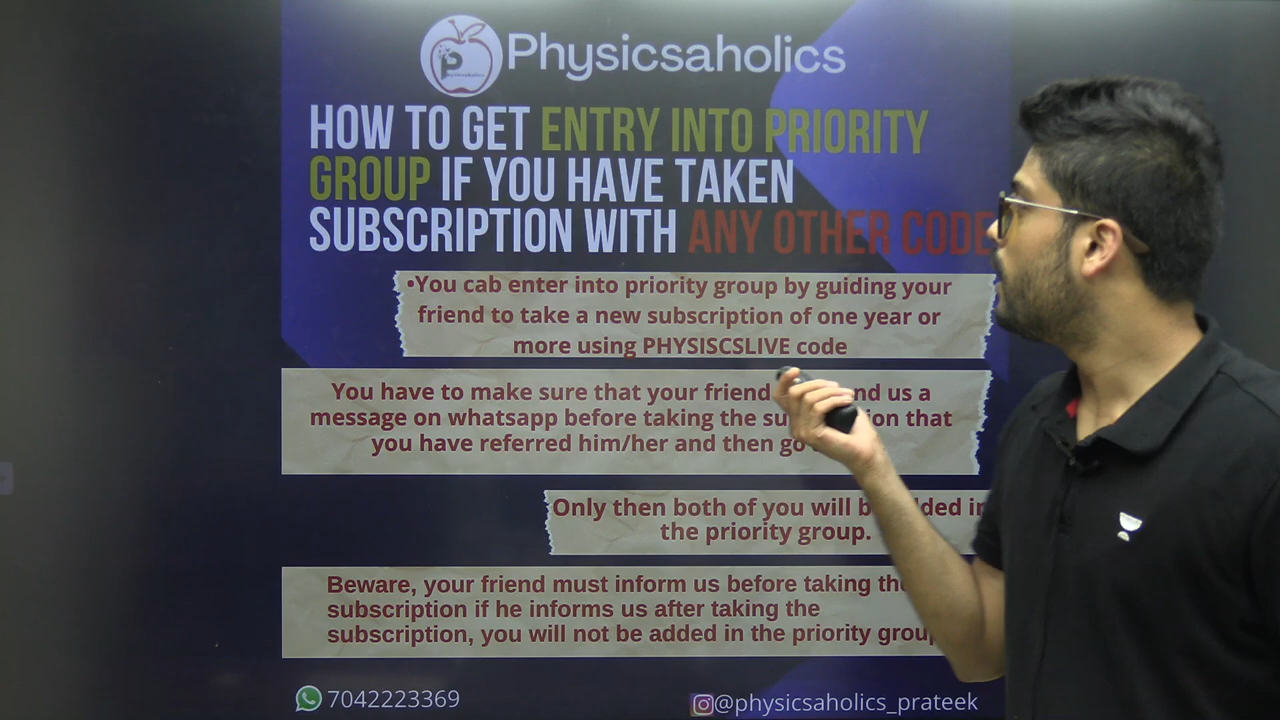 Physicsaholics
HOW TO GET ENTRY INTO PRIORITY
GROUP IF YOU HAVE TAKEN
SUBSCRIPTION WITH ANY OTHER CODE
•You cab enter into priority group by guiding your
friend to take a new subscription of one year or
more using PHYSISCSLIVE code
You have to make sure that your friend us a
message on whatsapp before taking the that
you have referred him/her and then
Only then both of you will in
the priority group.
Beware, your friend must inform us before taking
subscription if he informs us after taking the
subscription, you will not be added in the priority
7042223369
@physicsaholics_prateek